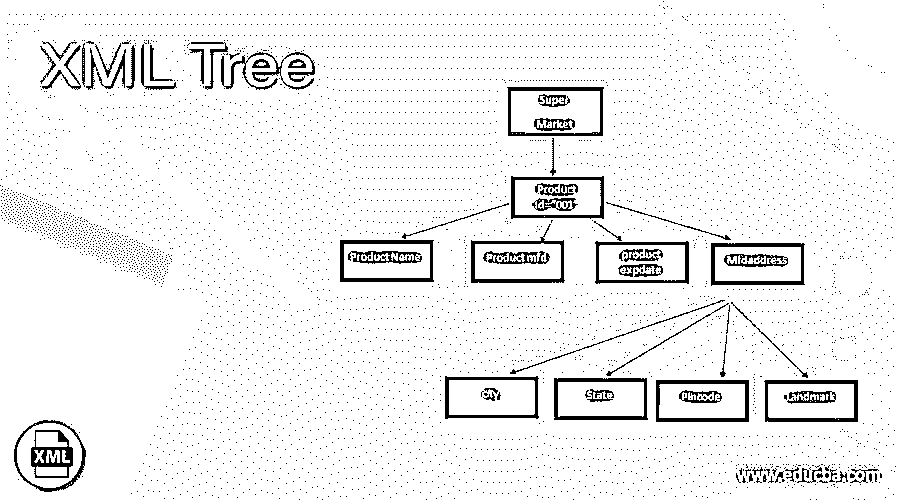 XML Tree
Super
Market
Product
id="001"
Product Name
Product mfd
product
expdate
Mfdaddress
city
State
Pincode
Landmark
XML
www.educba.com